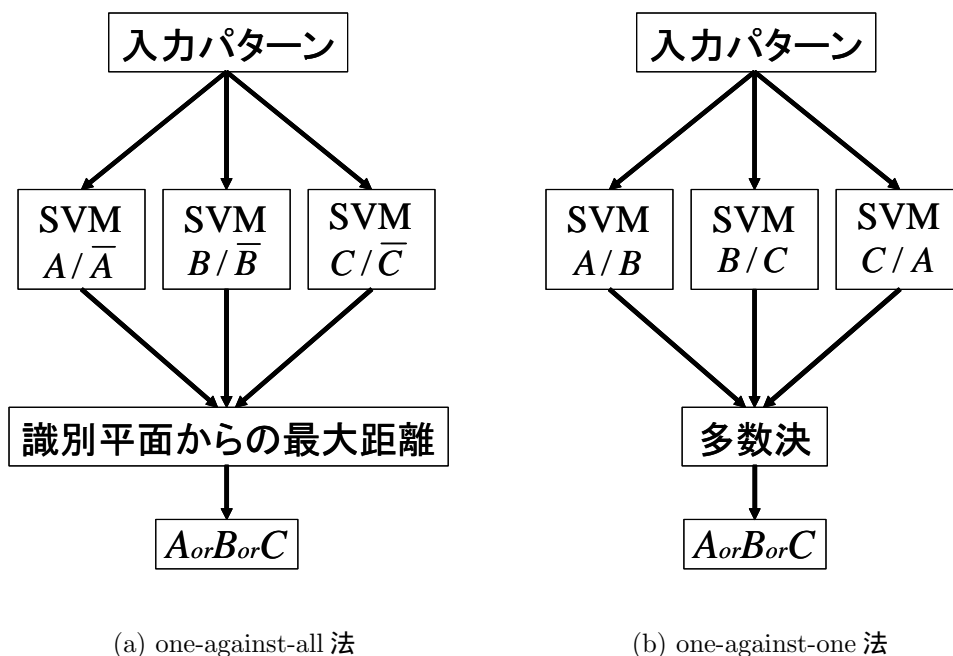 入力パターン
SVM
A / A̅
SVM
B / B̅
SVM
C / C̅
識別平面からの最大距離
AorBorC
(a) one-against-all 法
入力パターン
SVM
A / B
SVM
B / C
SVM
C / A
多数決
AorBorC
(b) one-against-one 法